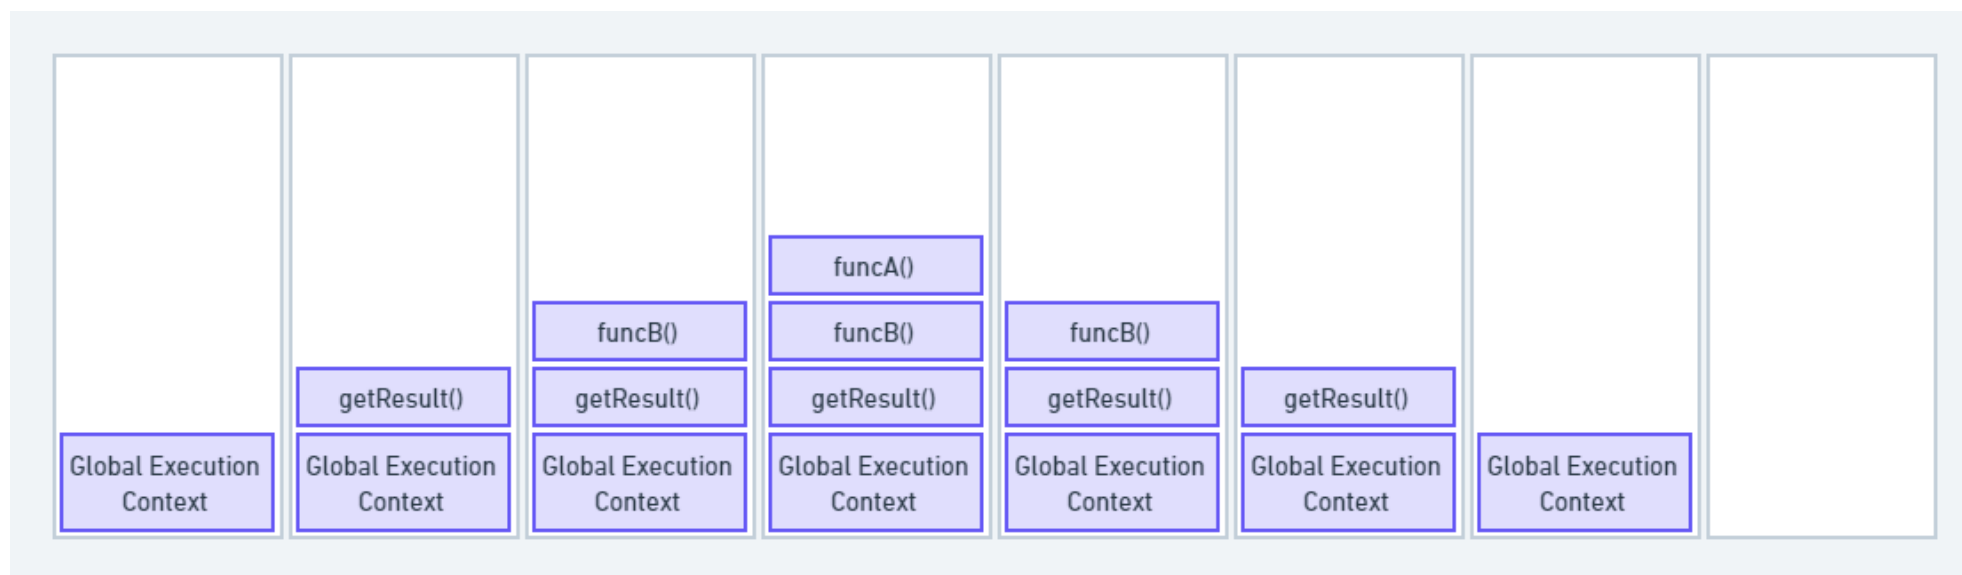 funcA()
funcB()
funcB()
funcB()
getResult()
getResult()
getResult()
getResult()
getResult()
Global Execution
Context
Global Execution
Context
Global Execution
Context
Global Execution
Context
Global Execution
Context
Global Execution
Context
Global Execution
Context